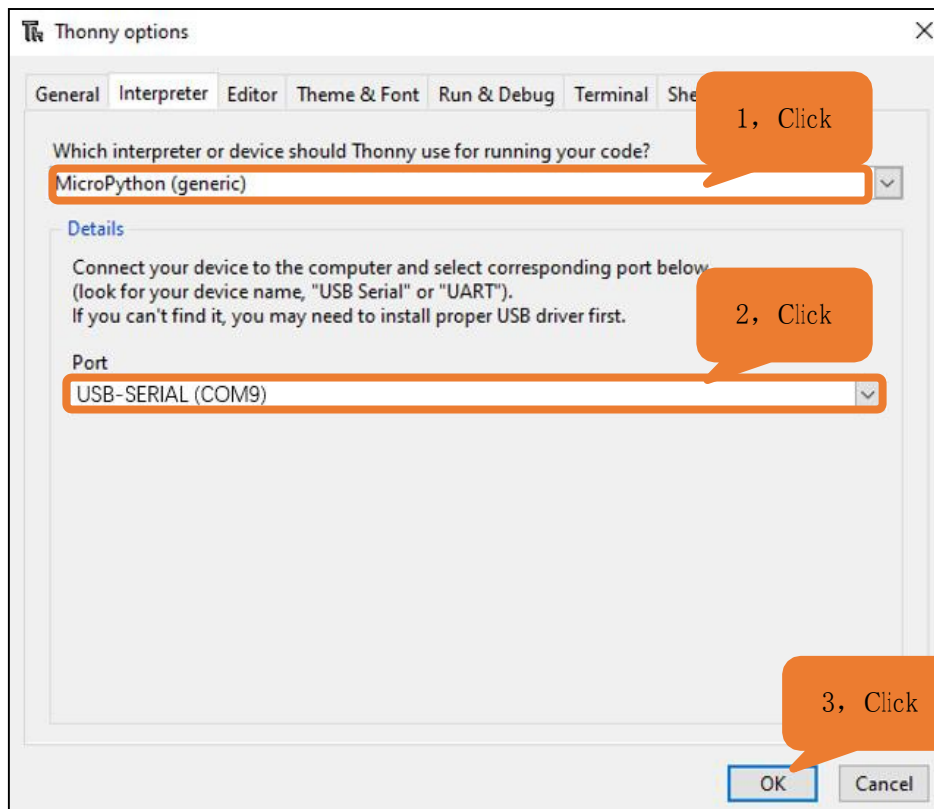 Thonny options
General Interpreter Editor Theme & Font Run & Debug Terminal She
1, Click
Which interpreter or device should Thonny use for running your code?
MicroPython (generic)
Details
Connect your device to the computer and select corresponding port below
(look for your device name, "USB Serial" or "UART").
If you can't find it, you may need to install proper USB driver first.
2, Click
Port
USB-SERIAL (COM9)
3, Click
OK Cancel